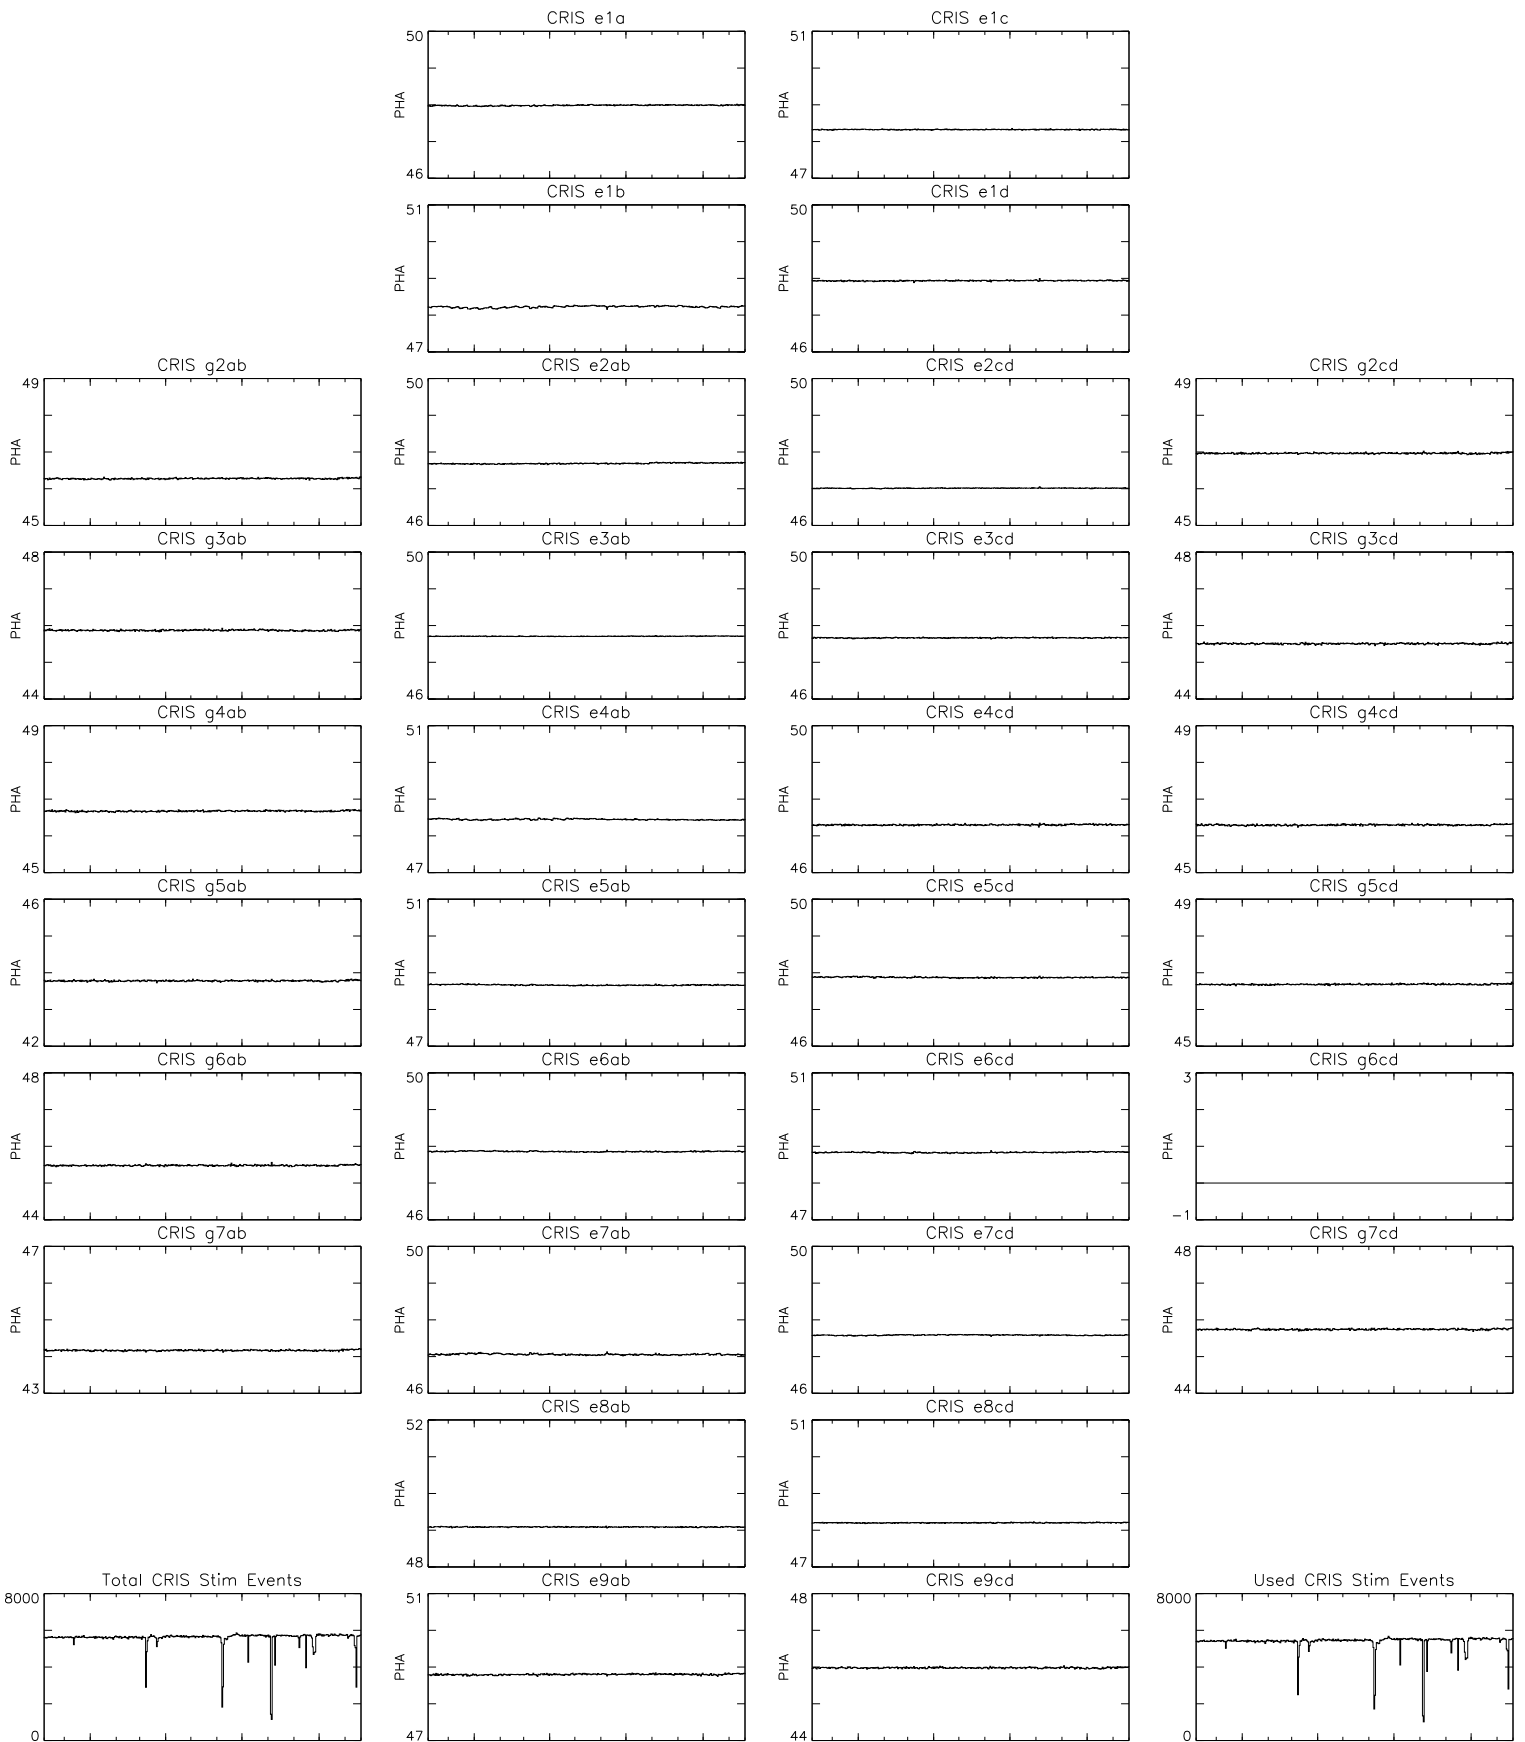 CRIS e1a
CRIS e1c
50
PHA
46
51
PHA
47
CRIS e1b
CRIS e1d
51
PHA
47
50
PHA
46
CRIS g2ab
CRIS e2ab
CRIS e2cd
CRIS g2cd
49
PHA
45
50
PHA
46
50
PHA
46
49
PHA
45
CRIS g3ab
CRIS e3ab
CRIS e3cd
CRIS g3cd
48
PHA
44
50
PHA
46
50
PHA
46
48
PHA
44
CRIS g4ab
CRIS e4ab
CRIS e4cd
CRIS g4cd
49
PHA
45
51
PHA
47
50
PHA
46
49
PHA
45
CRIS g5ab
CRIS e5ab
CRIS e5cd
CRIS g5cd
46
PHA
42
51
PHA
47
50
PHA
46
49
PHA
45
CRIS g6ab
CRIS e6ab
CRIS e6cd
CRIS g6cd
48
PHA
44
50
PHA
46
51
PHA
47
3
PHA
-1
CRIS g7ab
CRIS e7ab
CRIS e7cd
CRIS g7cd
47
PHA
43
50
PHA
46
50
PHA
46
48
PHA
44
CRIS e8ab
CRIS e8cd
52
PHA
48
51
PHA
47
Total CRIS Stim Events
CRIS e9ab
CRIS e9cd
Used CRIS Stim Events
8000
0
51
PHA
47
48
PHA
44
8000
0